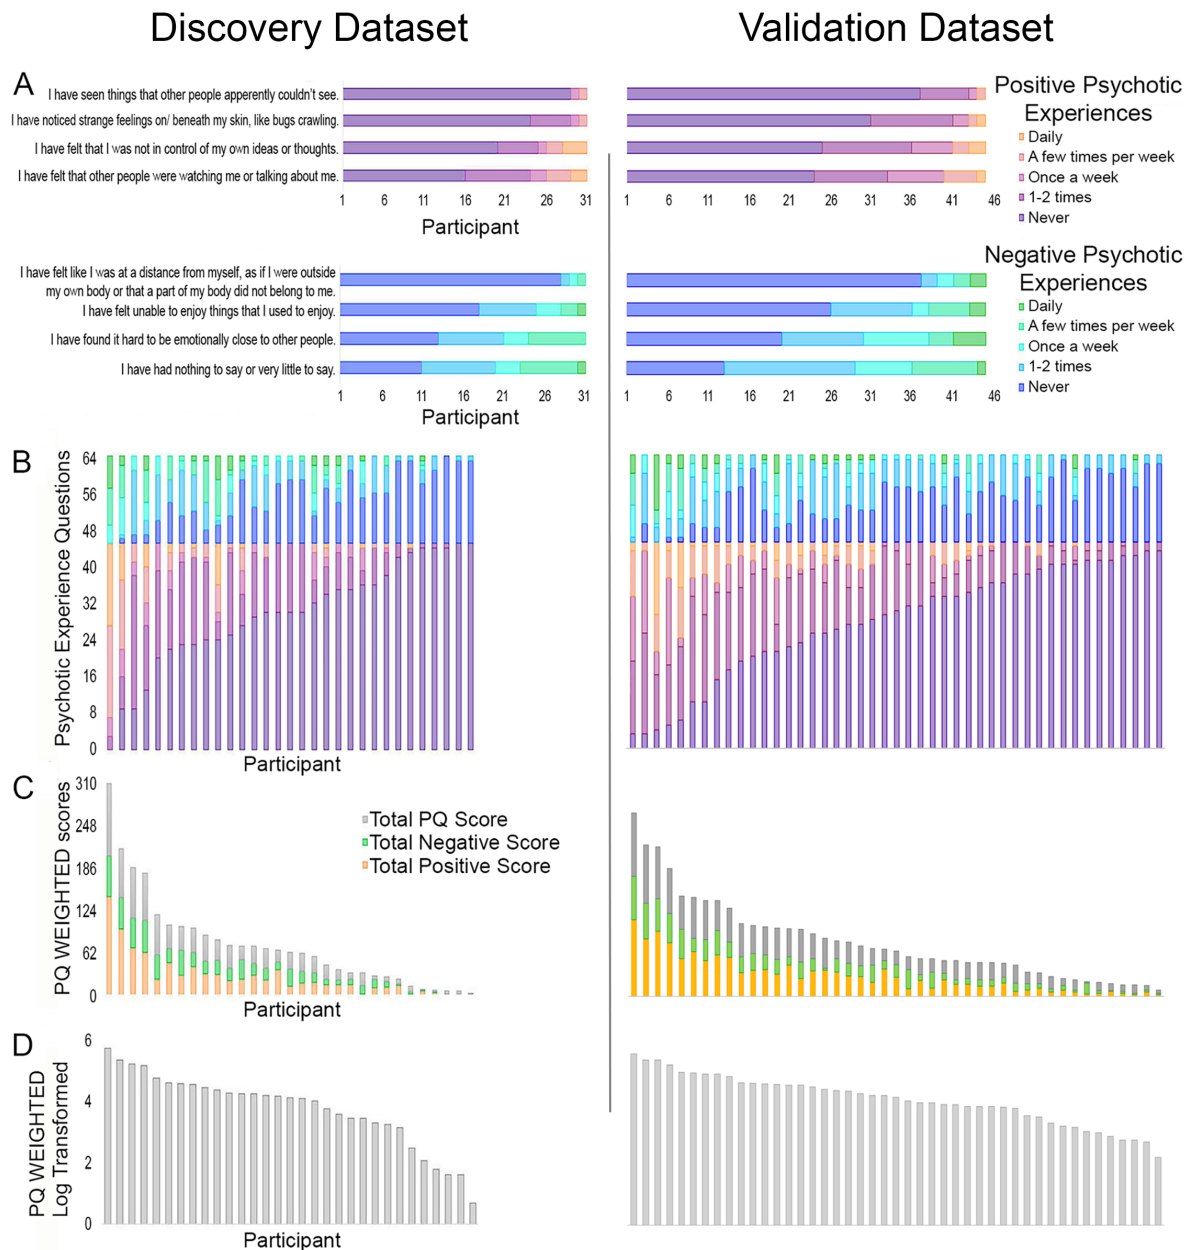 Discovery Dataset
Validation Dataset
A
I have seen things that other people apparently couldn't see.
I have noticed strange feelings on/ beneath my skin, like bugs crawling.
I have felt that I was not in control of my own ideas or thoughts.
I have felt that other people were watching me or talking about me.
1 6 11 16 21 26 31
Participant
1 6 11 16 21 26 31 36 41 46
Positive Psychotic
Experiences
Daily
A few times per week
Once a week
1-2 times
Never
I have felt like I was at a distance from myself, as if I were outside
my own body or that a part of my body did not belong to me.
I have felt unable to enjoy things that I used to enjoy.
I have found it hard to be emotionally close to other people.
I have had nothing to say or very little to say.
1 6 11 16 21 26 31
Participant
1 6 11 16 21 26 31 36 41 46
Negative Psychotic
Experiences
Daily
A few times per week
Once a week
1-2 times
Never
B
Psychotic Experience Questions
64
56
48
40
32
24
16
8
0
Participant
C
PQ WEIGHTED scores
310
248
186
124
62
0
Total PQ Score
Total Negative Score
Total Positive Score
Participant
D
PQ WEIGHTED
Log Transformed
6
4
2
0
Participant